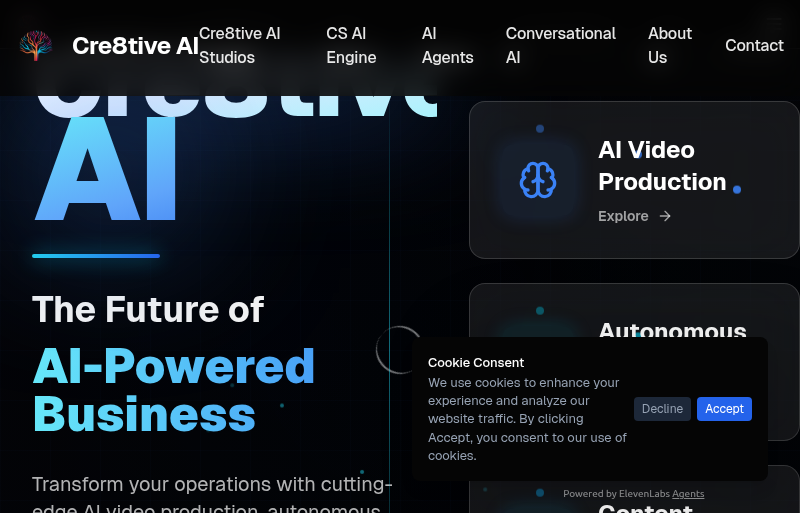 Cre8tive AI
Cre8tive AI
Studios
CS AI
Engine
AI
Agents
Conversational
AI
About
Us
Contact
Cre8tive
AI
The Future of
AI-Powered
Business
Transform your operations with cutting-
edge AI video production, autonomous
AI Video
Production
Explore
Autonomous
Cookie Consent
We use cookies to enhance your
experience and analyze our
website traffic. By clicking
Accept, you consent to our use of
cookies.
Decline
Accept
Powered by ElevenLabs Agents
Content